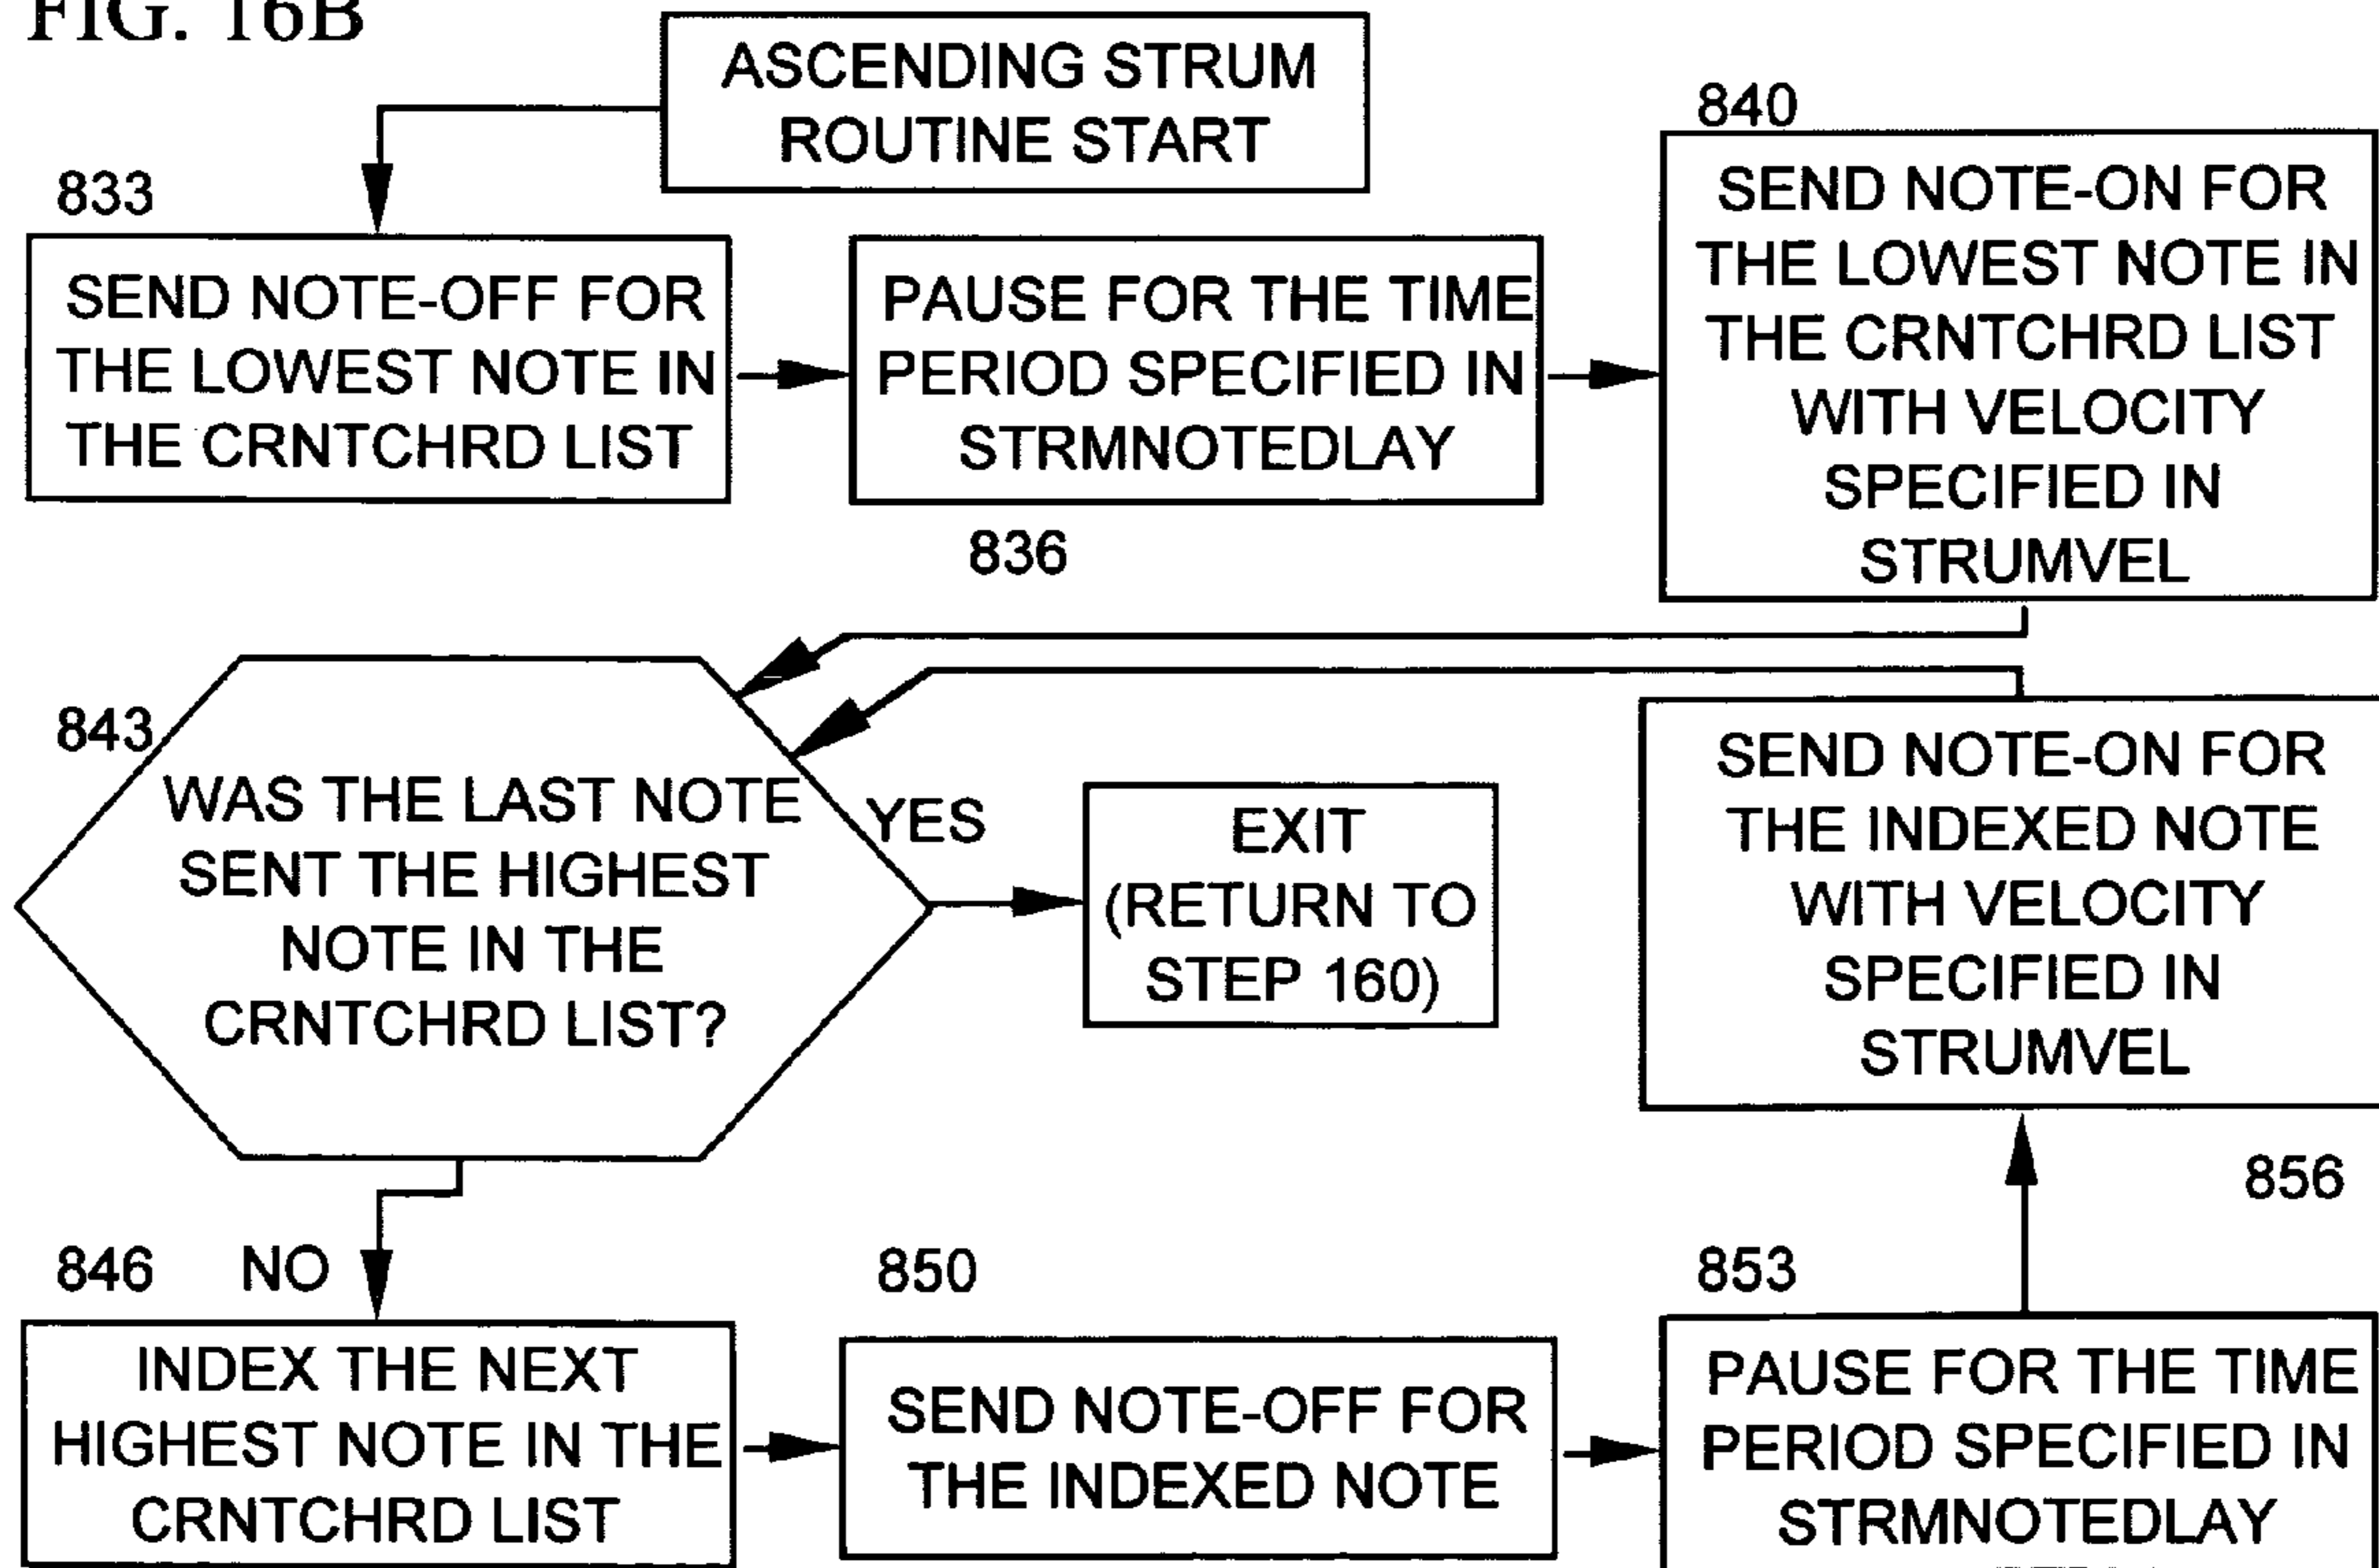 FIG. 16B
ASCENDING STRUM
ROUTINE START
833
SEND NOTE-OFF FOR
THE LOWEST NOTE IN
THE CRNTCHRD LIST
PAUSE FOR THE TIME
PERIOD SPECIFIED IN
STRMNOTEDLAY
836
840
SEND NOTE-ON FOR
THE LOWEST NOTE IN
THE CRNTCHRD LIST
WITH VELOCITY
SPECIFIED IN
STRUMVEL
843
WAS THE LAST NOTE
SENT THE HIGHEST
NOTE IN THE
CRNTCHRD LIST?
YES
EXIT
(RETURN TO
STEP 160)
846
NO
INDEX THE NEXT
HIGHEST NOTE IN THE
CRNTCHRD LIST
850
SEND NOTE-OFF FOR
THE INDEXED NOTE
853
PAUSE FOR THE TIME
PERIOD SPECIFIED IN
STRMNOTEDLAY
856
SEND NOTE-ON FOR
THE INDEXED NOTE
WITH VELOCITY
SPECIFIED IN
STRUMVEL